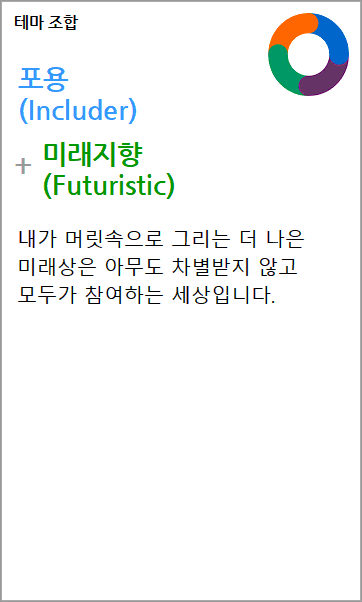 테마 조합
포용
(Includer)
+ 미래지향
(Futuristic)
내가 머릿속으로 그리는 더 나은
미래상은 아무도 차별받지 않고
모두가 참여하는 세상입니다.